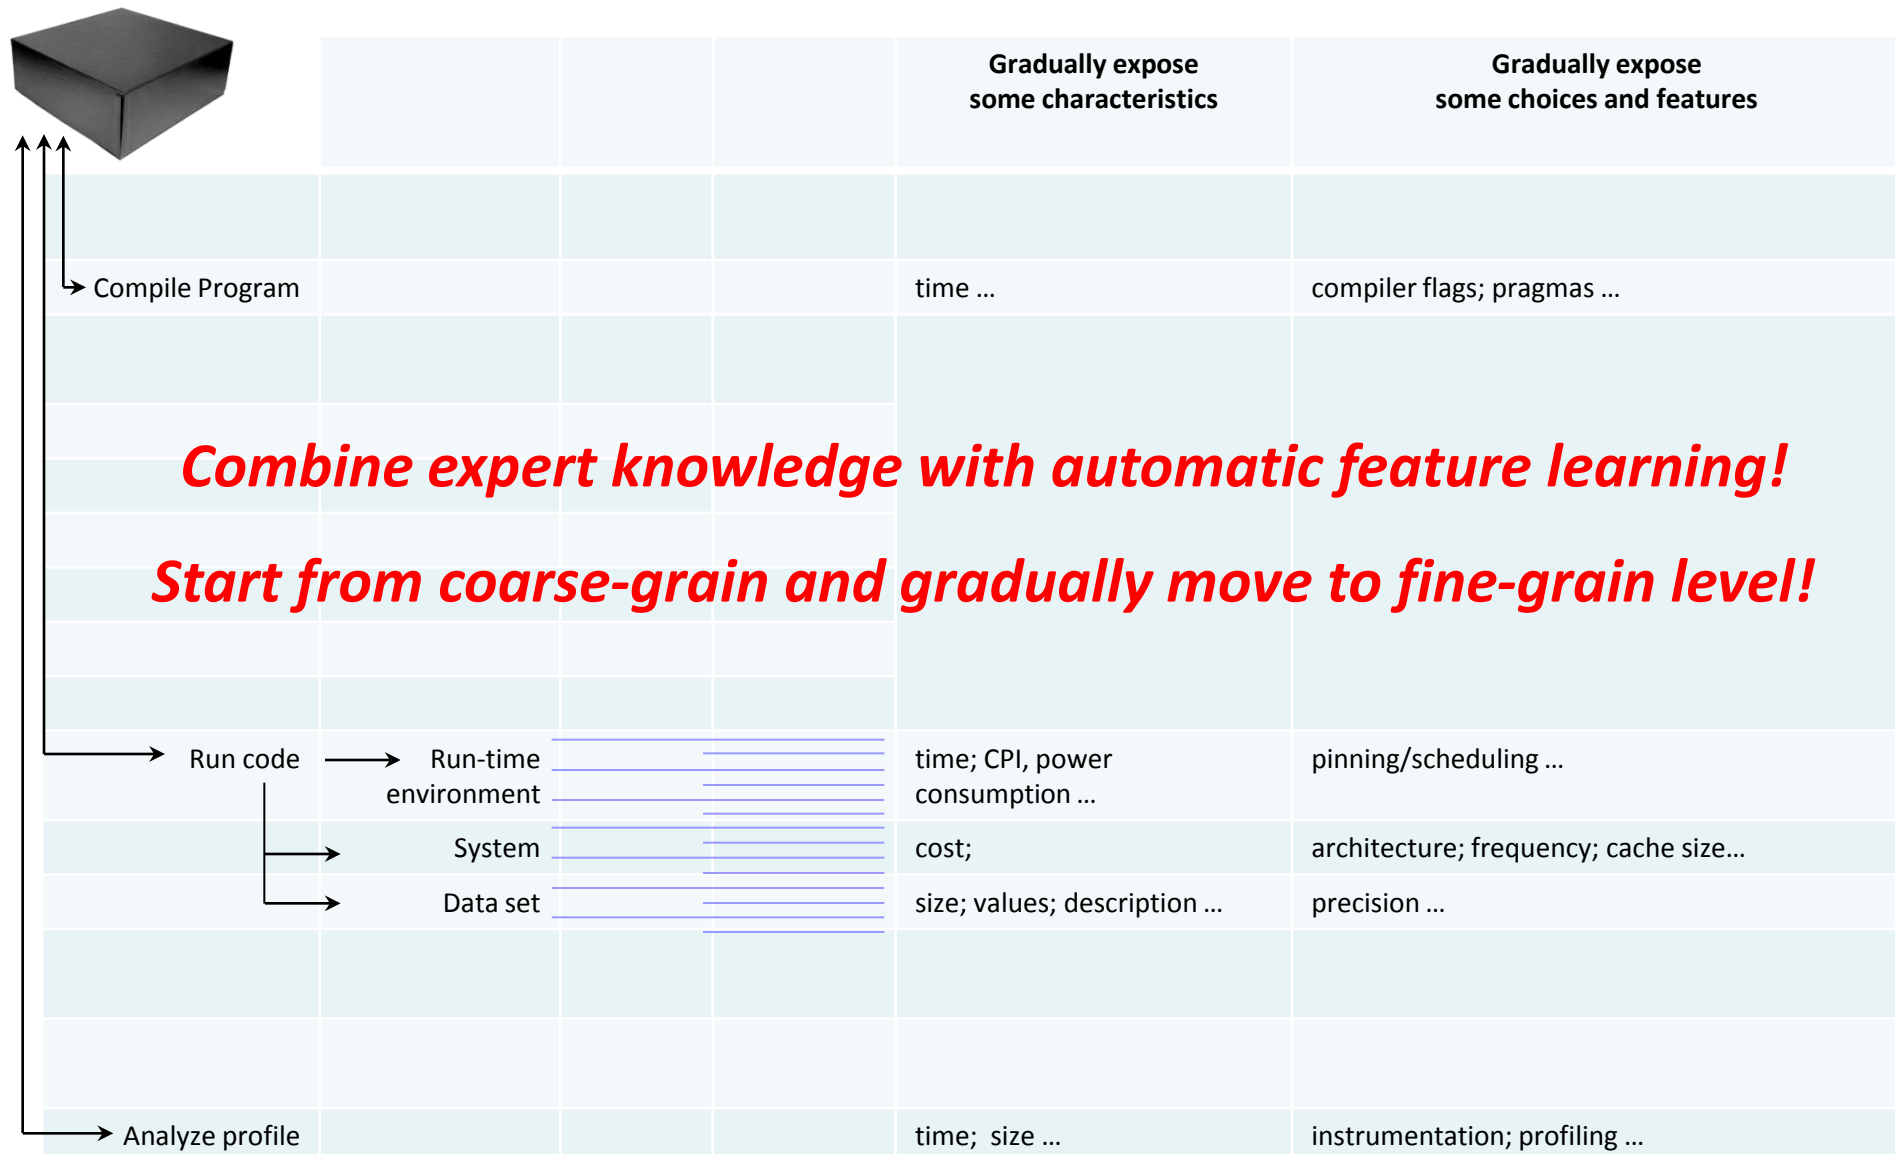 Gradually expose
some characteristics
Gradually expose
some choices and features
Compile Program
time ...
compiler flags; pragmas ...
Combine expert knowledge with automatic feature learning!
Start from coarse-grain and gradually move to fine-grain level!
Run code
Run-time
environment
time; CPI, power
consumption ...
pinning/scheduling ...
System
cost;
architecture; frequency; cache size...
Data set
size; values; description ...
precision ...
Analyze profile
time; size ...
instrumentation; profiling ...